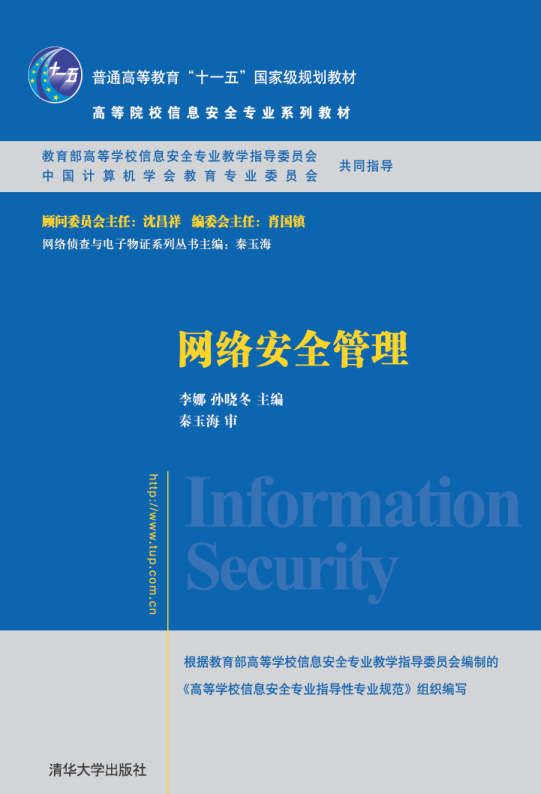 十一五
普通高等教育“十一五”国家级规划教材
高等院校信息安全专业系列教材
教育部高等学校信息安全专业教学指导委员会
中国计算机学会教育专业委员会
共同指导
顾问委员会主任：沈昌祥 编委会主任：肖国镇
网络侦查与电子物证系列丛书主编：秦玉海
网络安全管理
李娜 孙晓冬 主编
秦玉海 审
http://www.tup.com.cn
Information
Security
根据教育部高等学校信息安全专业教学指导委员会编制的
《高等学校信息安全专业指导性专业规范》组织编写
清华大学出版社